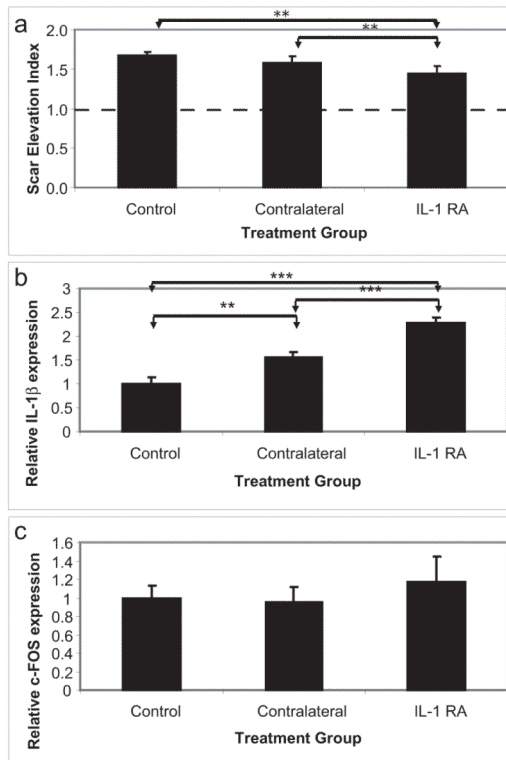 a
**
**
2.0
1.5
1.0
0.5
0.0
Scar Elevation Index
Control Contralateral IL-1 RA
Treatment Group
b
***
***
**
3
2.5
2
1.5
1
0.5
0
Relative IL-1β expression
Control Contralateral IL-1 RA
Treatment Group
c
1.6
1.4
1.2
1
0.8
0.6
0.4
0.2
0
Relative c-FOS expression
Control Contralateral IL-1 RA
Treatment Group